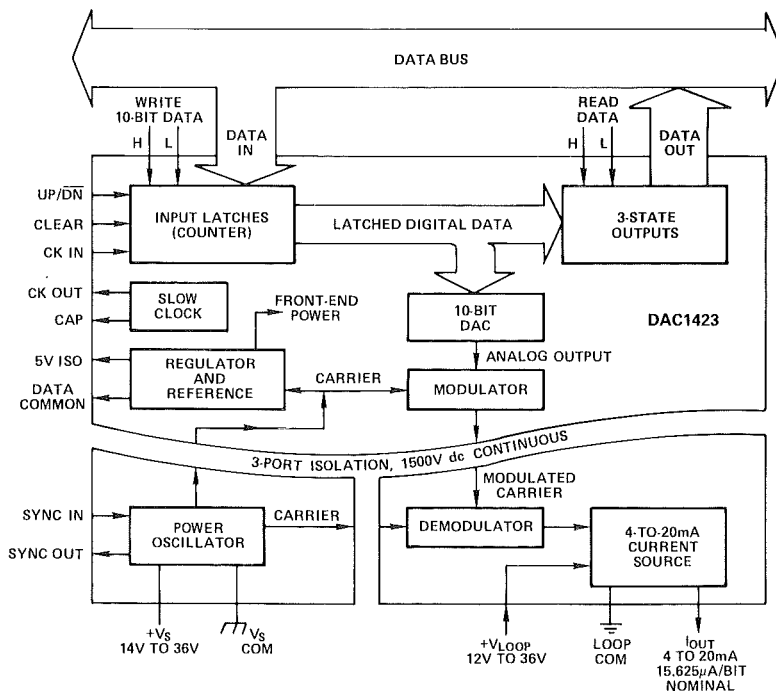 DATA BUS
WRITE
10-BIT DATA
H
L
DATA
IN
READ
DATA
H
L
DATA
OUT
UP/DN
CLEAR
CK IN
INPUT LATCHES
(COUNTER)
LATCHED DIGITAL DATA
3-STATE
OUTPUTS
CK OUT
CAP
SLOW
CLOCK
FRONT-END
POWER
10-BIT
DAC
DAC1423
5V ISO
DATA
COMMON
REGULATOR
AND
REFERENCE
CARRIER
ANALOG OUTPUT
MODULATOR
3-PORT ISOLATION, 1500V dc CONTINUOUS
MODULATED
CARRIER
SYNC IN
SYNC OUT
POWER
OSCILLATOR
CARRIER
DEMODULATOR
4-TO-20mA
CURRENT
SOURCE
+VS
14V TO 36V
VS
COM
+VLOOP
12V TO 36V
LOOP
COM
IOUT
4 TO 20mA
15,625µA/BIT
NOMINAL